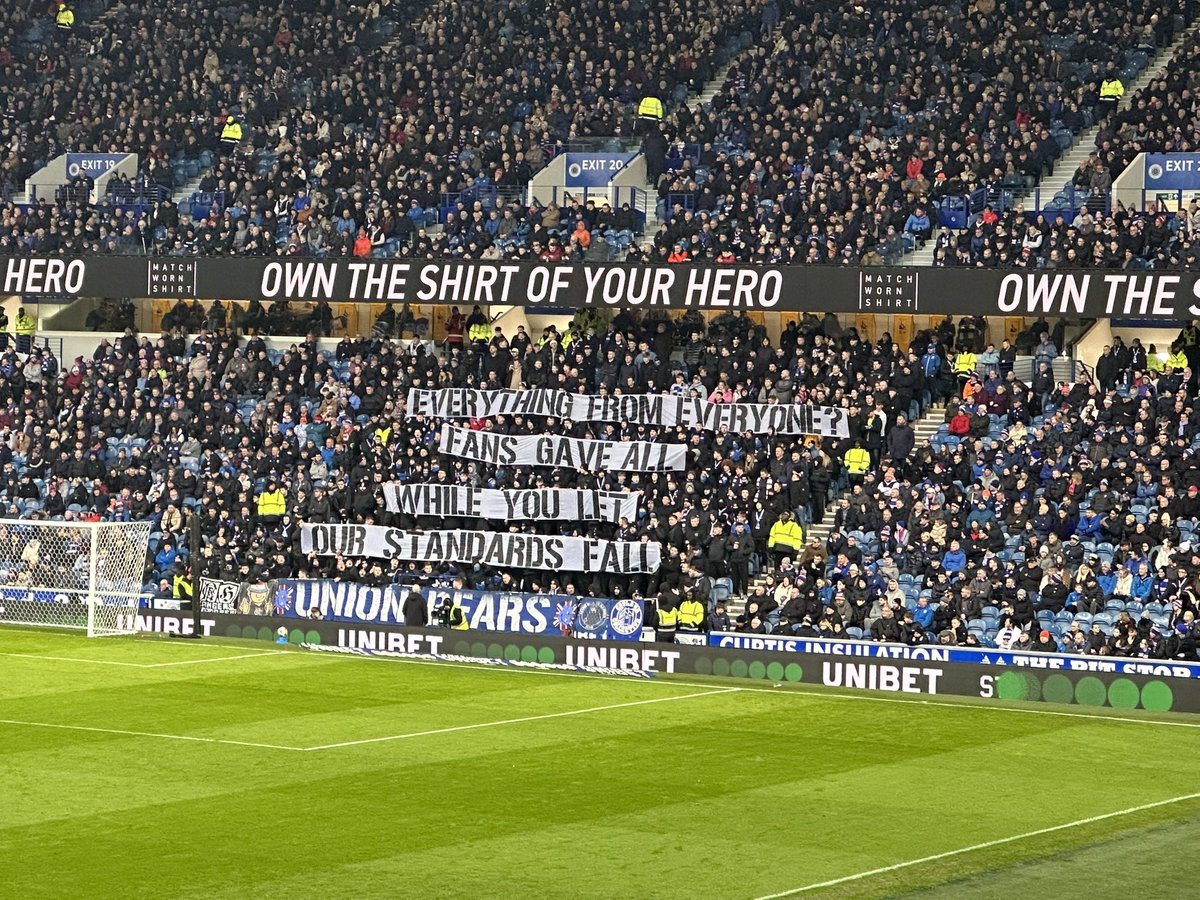 EXIT 19
EXIT 20
EXIT
HERO
MATCH
WORN
SHIRT
OWN THE SHIRT OF YOUR HERO
MATCH
WORN
SHIRT
OWN THE
EVERYTHING FROM EVERYONE?
FANS GAVE ALL
WHILE YOU LET
OUR STANDARDS FALL
UNION BEARS
CURTIS INSULATION
THE PIT STOP
UNIBET
UNIBET
UNIBET
UNIBET